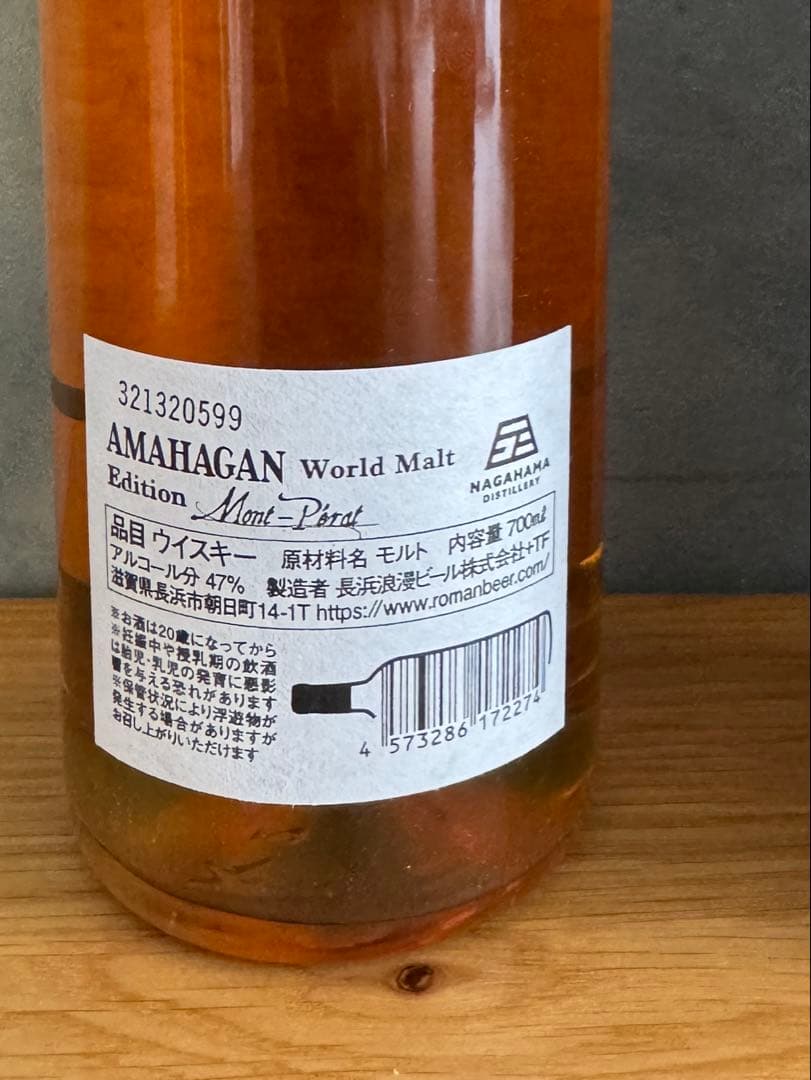 321320599
AMAHAGAN World Malt
Edition Mont-Pérat
NAGAHAMA
DISTILLERY
品目 ウイスキー 原材料名 モルト 内容量 700ml
アルコール分 47% 製造者 長浜浪漫ビール株式会社+TF
滋賀県長浜市朝日町14-1T https://www.romanbeer.com/
※お酒は20歳になってから
※妊娠中や授乳期の飲酒
は胎児・乳児の発育に悪影
響を与える恐れがあります
※保管状況により浮遊物が
発生する場合がありますが
お召し上がりいただけます
4 573286 172274